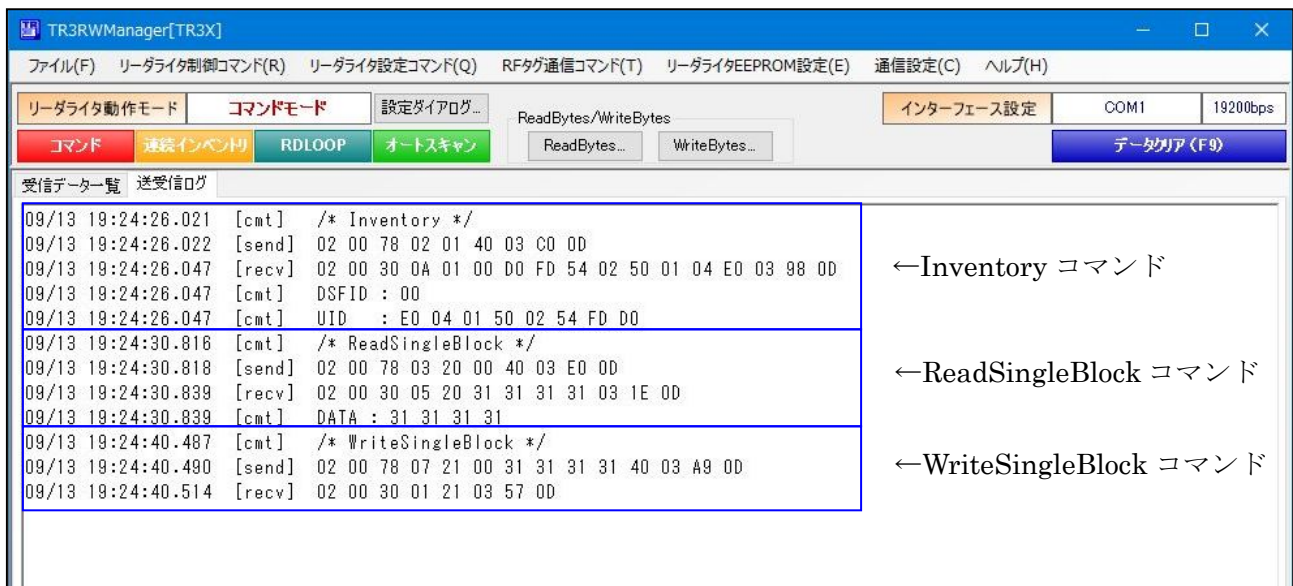 TR3RWManager[TR3X]
ファイル(F) リーダライタ制御コマンド(R) リーダライタ設定コマンド(Q) RFタグ通信コマンド(T) リーダライタEEPROM設定(E) 通信設定(C) ヘルプ(H)
リーダライタ動作モード コマンドモード 設定ダイアログ... ReadBytes/WriteBytes インターフェース設定 COM1 19200bps
コマンド 連続インベントリ RDLOOP オートスキャン ReadBytes... WriteBytes... データクリア(F9)
受信データ一覧 送受信ログ
09/13 19:24:26.021 [cmt] /* Inventory */
09/13 19:24:26.022 [send] 02 00 78 02 01 40 03 C0 0D
09/13 19:24:26.047 [recv] 02 00 30 0A 01 00 D0 FD 54 02 50 01 04 E0 03 98 0D ←Inventory コマンド
09/13 19:24:26.047 [cmt] DSFID : 00
09/13 19:24:26.047 [cmt] UID : E0 04 01 50 02 54 FD D0
09/13 19:24:30.816 [cmt] /* ReadSingleBlock */
09/13 19:24:30.818 [send] 02 00 78 03 20 00 40 03 E0 0D ←ReadSingleBlock コマンド
09/13 19:24:30.839 [recv] 02 00 30 05 20 31 31 31 31 03 1E 0D
09/13 19:24:30.839 [cmt] DATA : 31 31 31 31
09/13 19:24:40.487 [cmt] /* WriteSingleBlock */
09/13 19:24:40.490 [send] 02 00 78 07 21 00 31 31 31 31 40 03 A9 0D ←WriteSingleBlock コマンド
09/13 19:24:40.514 [recv] 02 00 30 01 21 03 57 0D